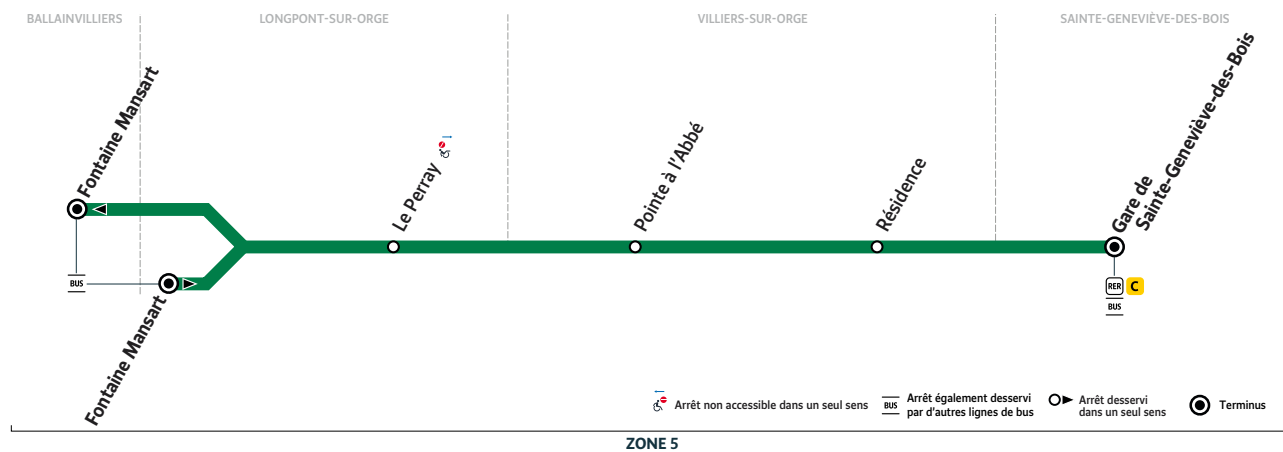 BALLAINVILLIERS
LONGPONT-SUR-ORGE
VILLIERS-SUR-ORGE
SAINTE-GENEVIÈVE-DES-BOIS
Fontaine Mansart
Le Perray
Pointe à l'Abbé
Résidence
Gare de
Sainte-Geneviève-des-Bois
BUS
Fontaine Mansart
RER C
BUS
Arrêt non accessible dans un seul sens
BUS
Arrêt également desservi
par d'autres lignes de bus
Arrêt desservi
dans un seul sens
Terminus
ZONE 5